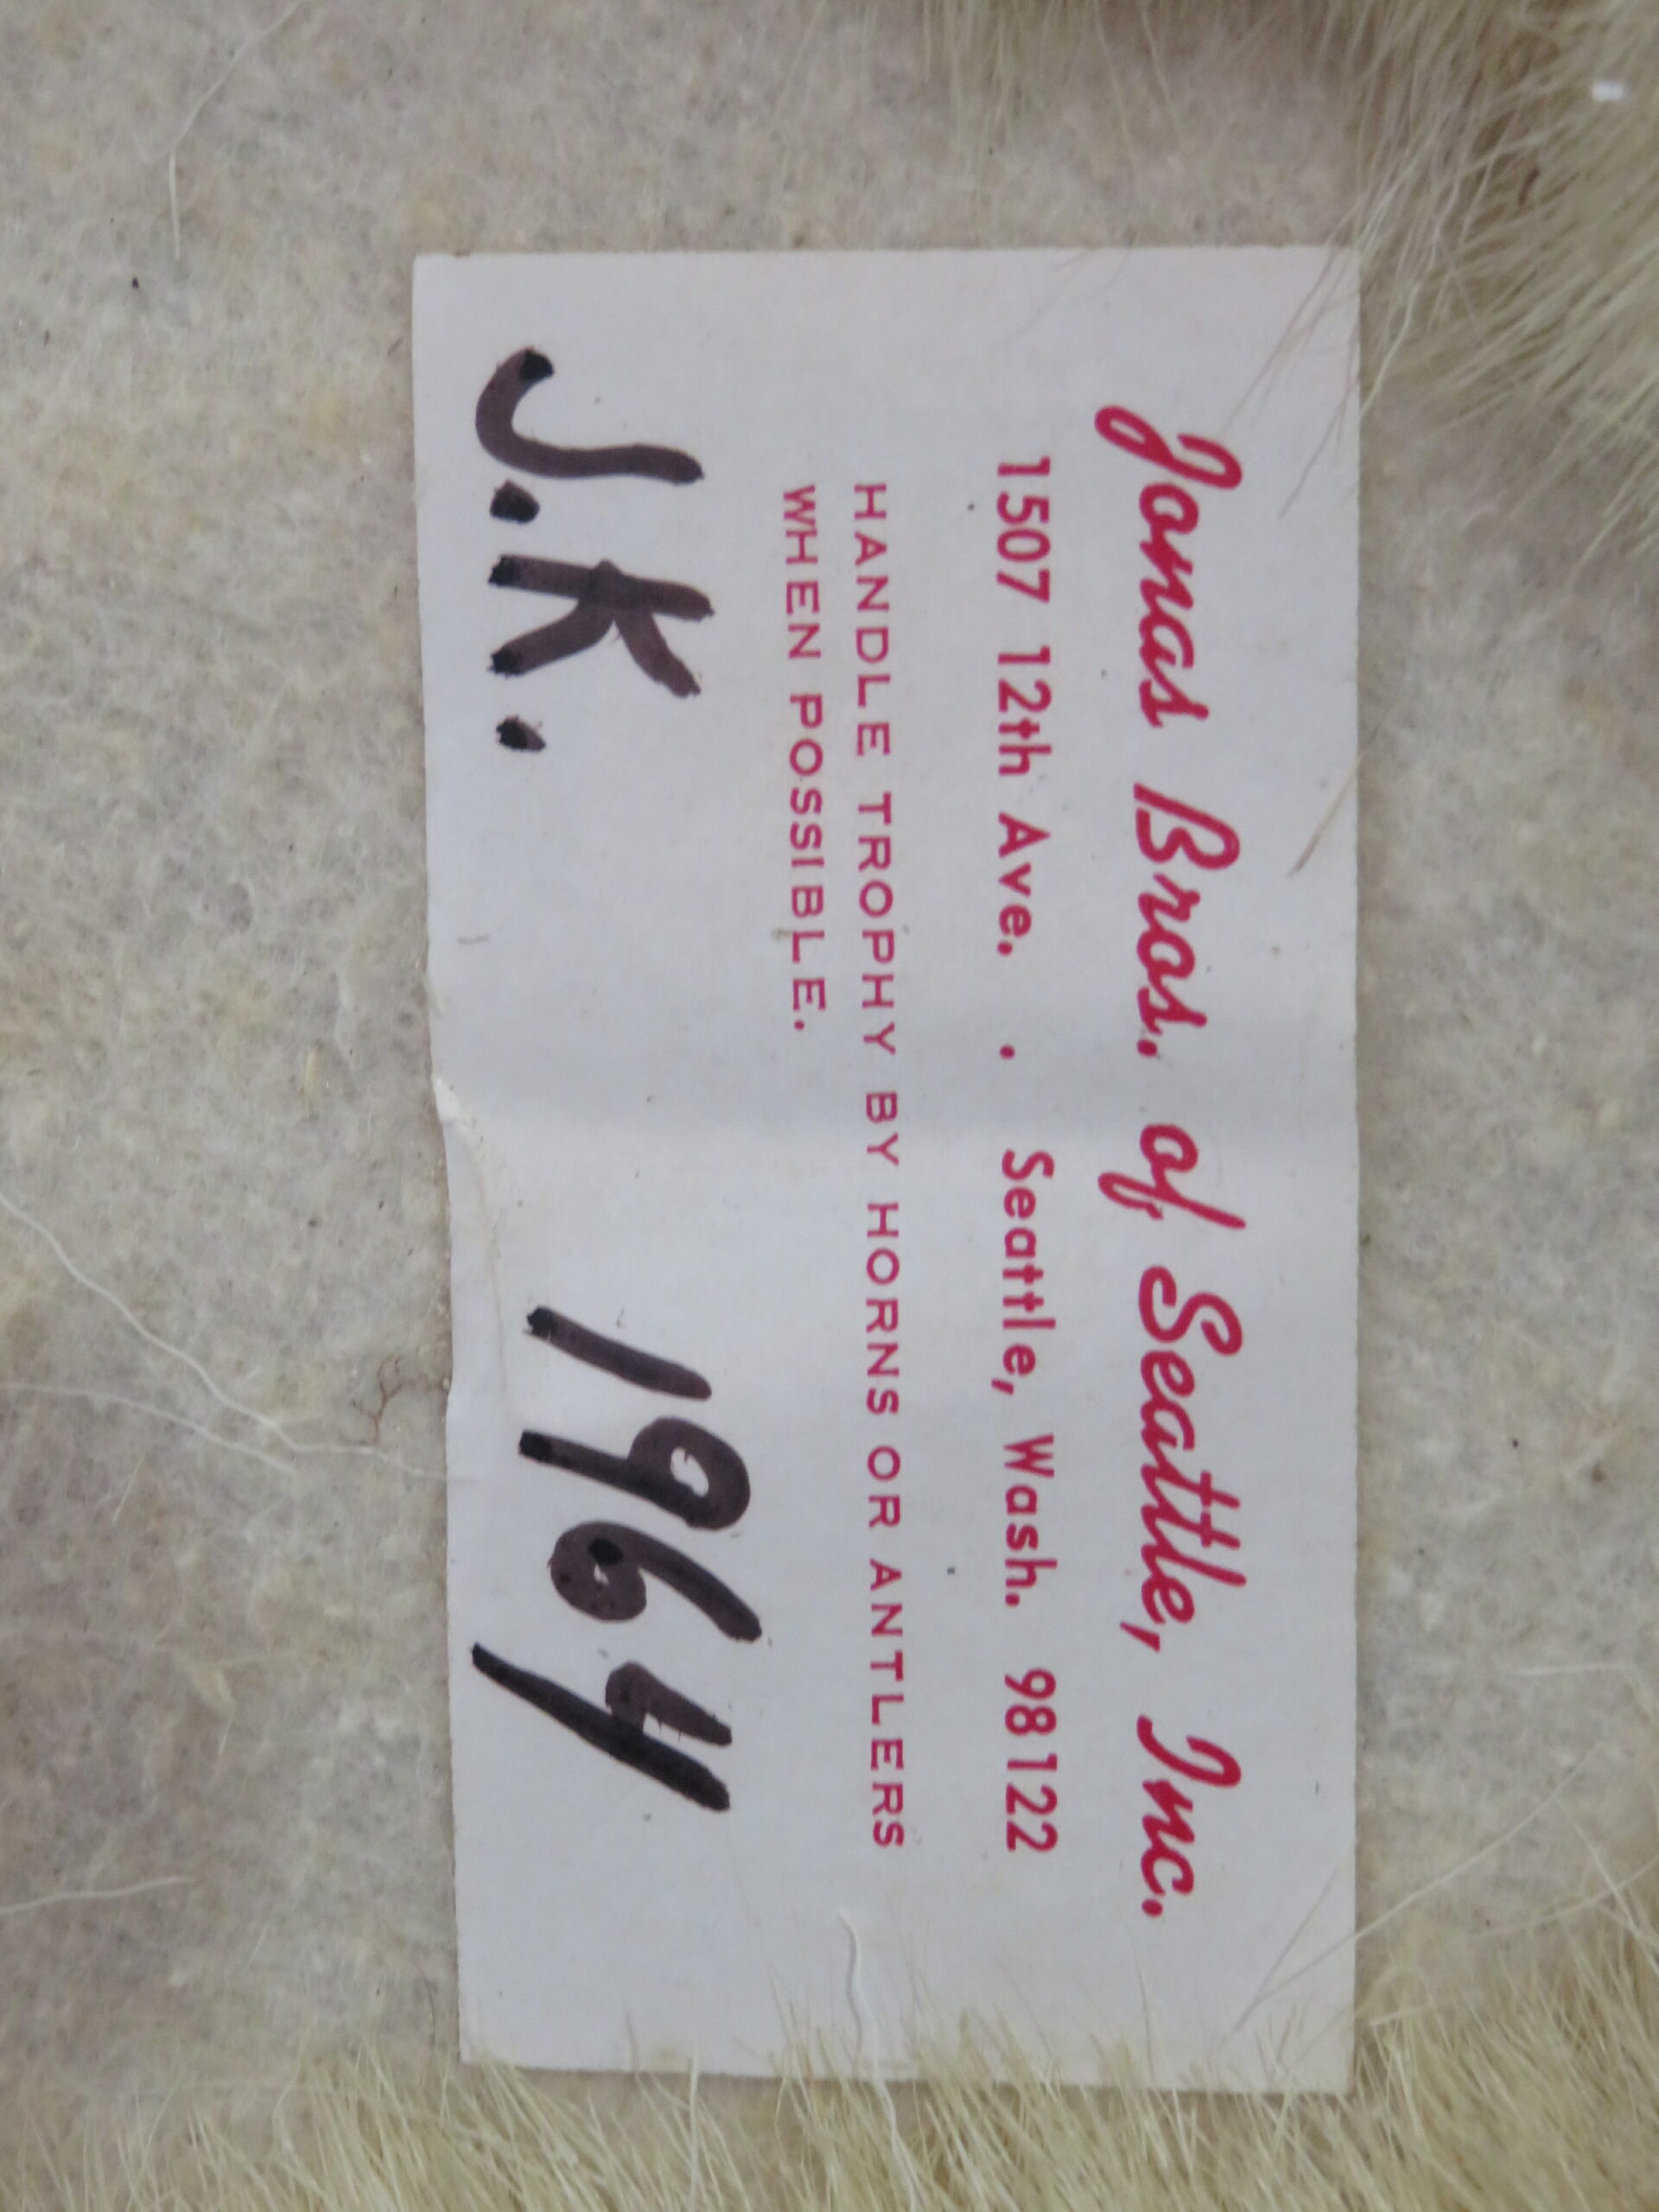 Jonas Bros. of Seattle, Inc.
1507 12th Ave. . Seattle, Wash. 98122
HANDLE TROPHY BY HORNS OR ANTLERS
WHEN POSSIBLE.
J.K. 1964